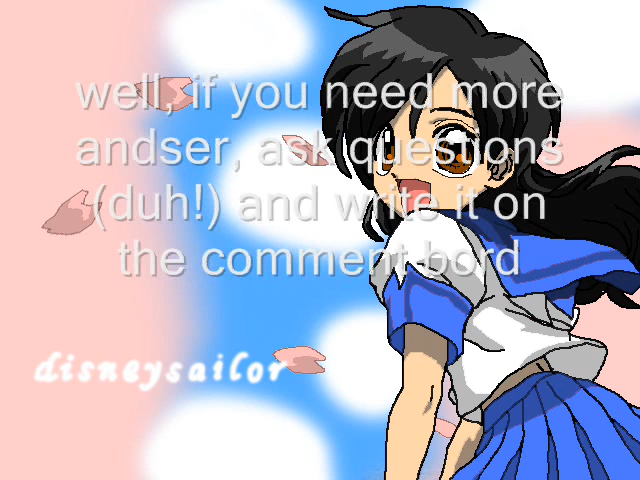 well, if you need more
andser, ask questions
(duh!) and write it on
the comment bord
disneysailor